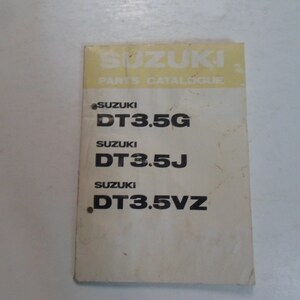 SUZUKI
PARTS CATALOGUE
SUZUKI
DT3.5G
SUZUKI
DT3.5J
SUZUKI
DT3.5VZ